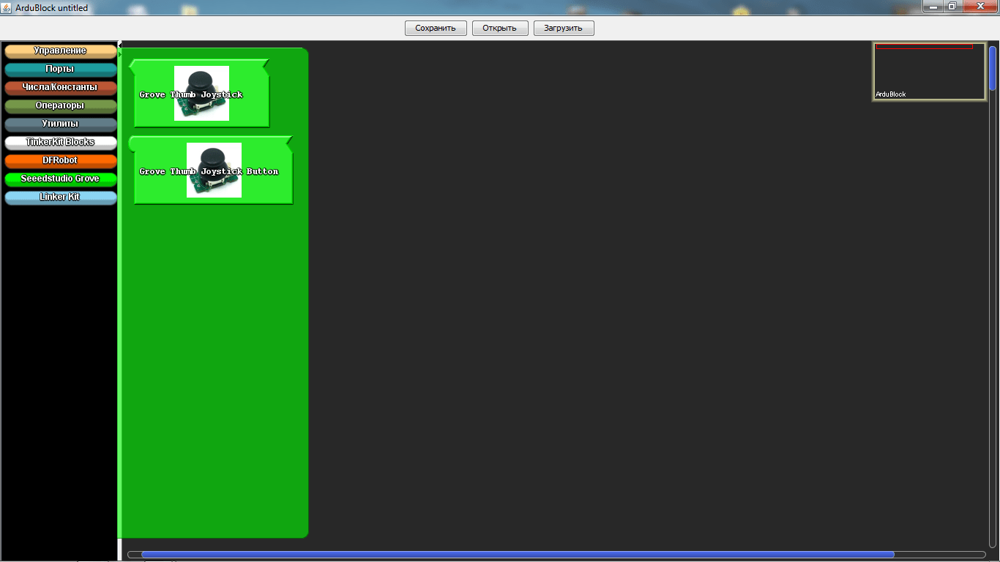 ArduBlock untitled
Сохранить Открыть Загрузить
Управление
Порты
Числа/Константы
Операторы
Утилиты
TinkerKit Blocks
DFRobot
Seeedstudio Grove
Linker Kit
Grove Thumb Joystick
Grove Thumb Joystick Button
ArduBlock